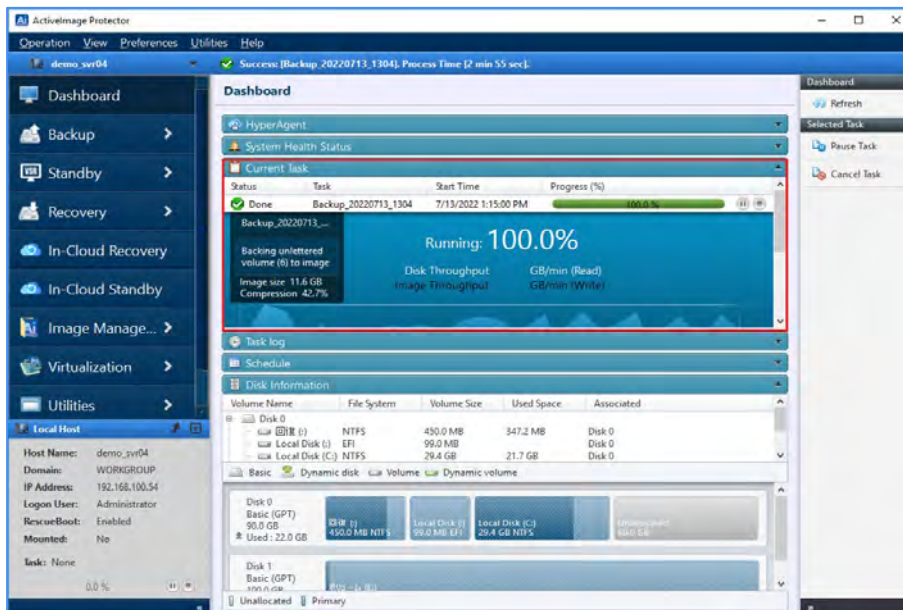 ActiveImage Protector
Operation View Preferences Utilities Help
demo_svr04
Success: [Backup_20220713_1304]. Process Time [2 min 55 sec].
Dashboard
Backup
Standby
Recovery
In-Cloud Recovery
In-Cloud Standby
Image Manage...
Virtualization
Utilities
Local Host
Host Name: demo_svr04
Domain: WORKGROUP
IP Address: 192.168.100.54
Logon User: Administrator
RescueBoot: Enabled
Mounted: No
Task: None
0.0 %
Dashboard
HyperAgent
System Health Status
Current Task
Status Task Start Time Progress (%)
Done Backup_20220713_1304 7/13/2022 1:15:00 PM 100.0 %
Backup_20220713_...
Backing unlettered
volume (6) to image
Image size 11.6 GB
Compression 42.7%
Running: 100.0%
Disk Throughput GB/min (Read)
Image Throughput GB/min (Write)
Task log
Schedule
Disk Information
Volume Name File System Volume Size Used Space Associated
Disk 0
回復 (:) NTFS 450.0 MB 347.2 MB Disk 0
Local Disk (:) EFI 99.0 MB Disk 0
Local Disk (C:) NTFS 29.4 GB 21.7 GB Disk 0
Basic Dynamic disk Volume Dynamic volume
Disk 0
Basic (GPT)
90.0 GB
Used : 22.0 GB
回復 (:)
450.0 MB NTFS
Local Disk (:)
99.0 MB EFI
Local Disk (C:)
29.4 GB NTFS
Unallocated
60.0 GB
Disk 1
Basic (GPT)
100.0 GB
Unallocated Primary
Dashboard
Refresh
Selected Task
Pause Task
Cancel Task